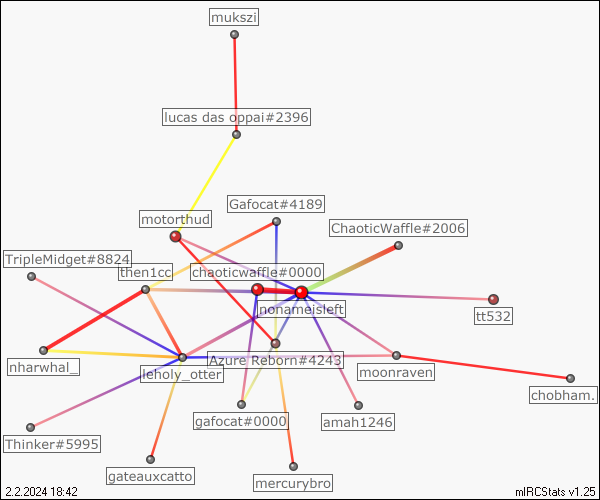 mukszi
lucas das oppai#2396
Gafocat#4189
motorthud
ChaoticWaffle#2006
TripleMidget#8824
then1cc
chaoticwaffle#0000
nonameisleft
tt532
nharwhal_
leholy_otter
Azure Reborn#4243
moonraven
chobham.
gafocat#0000
amah1246
Thinker#5995
gateauxcatto
mercurybro
2.2.2024 18:42
mIRCStats v1.25